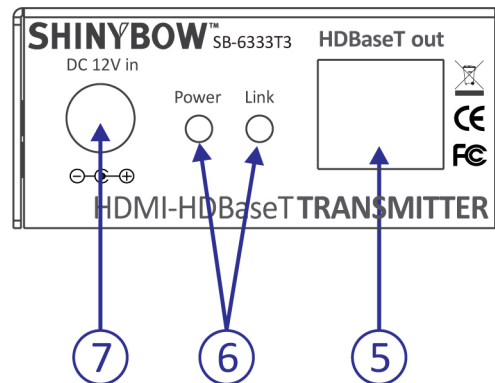 SHINYBOW™ SB-6333T3 HDBaseT out
DC 12V in
Power Link
CE
FC
HDMI-HDBaseT TRANSMITTER
7 6 5